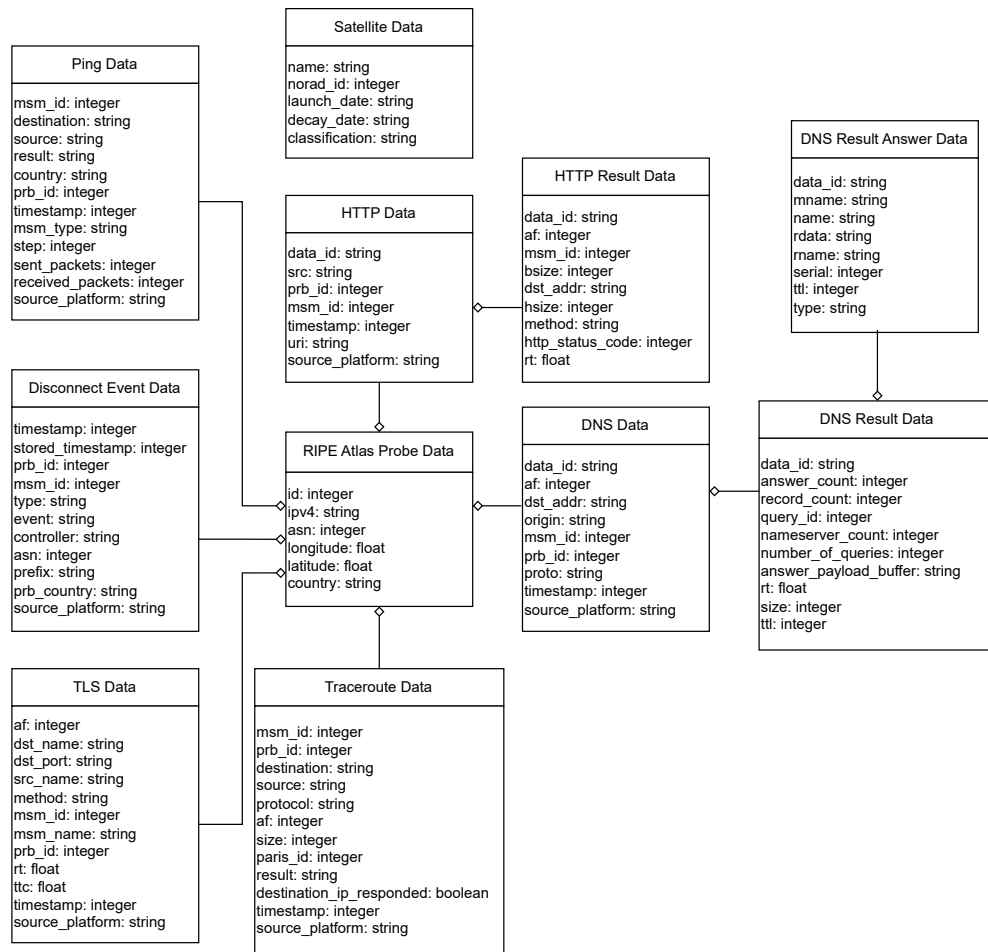 Satellite Data
name: string
norad_id: integer
launch_date: string
decay_date: string
classification: string
Ping Data
msm_id: integer
destination: string
source: string
result: string
country: string
prb_id: integer
timestamp: integer
msm_type: string
step: integer
sent_packets: integer
received_packets: integer
source_platform: string
HTTP Data
data_id: string
src: string
prb_id: integer
msm_id: integer
timestamp: integer
uri: string
source_platform: string
HTTP Result Data
data_id: string
af: integer
msm_id: integer
bsize: integer
dst_addr: string
hsize: integer
method: string
http_status_code: integer
rt: float
DNS Result Answer Data
data_id: string
mname: string
name: string
rdata: string
rname: string
serial: integer
ttl: integer
type: string
Disconnect Event Data
timestamp: integer
stored_timestamp: integer
prb_id: integer
msm_id: integer
type: string
event: string
controller: string
asn: integer
prefix: string
prb_country: string
source_platform: string
RIPE Atlas Probe Data
id: integer
ipv4: string
asn: integer
longitude: float
latitude: float
country: string
DNS Data
data_id: string
af: integer
dst_addr: string
origin: string
msm_id: integer
prb_id: integer
proto: string
timestamp: integer
source_platform: string
DNS Result Data
data_id: string
answer_count: integer
record_count: integer
query_id: integer
nameserver_count: integer
number_of_queries: integer
answer_payload_buffer: string
rt: float
size: integer
ttl: integer
TLS Data
af: integer
dst_name: string
dst_port: string
src_name: string
method: string
msm_id: integer
msm_name: string
prb_id: integer
rt: float
ttc: float
timestamp: integer
source_platform: string
Traceroute Data
msm_id: integer
prb_id: integer
destination: string
source: string
protocol: string
af: integer
size: integer
paris_id: integer
result: string
destination_ip_responded: boolean
timestamp: integer
source_platform: string